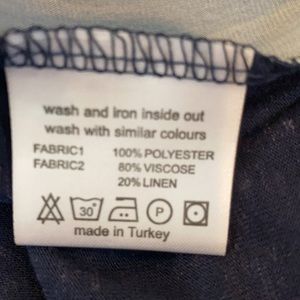 wash and iron inside out
wash with similar colours
FABRIC1 100% POLYESTER
FABRIC2 80% VISCOSE
20% LINEN
30° P
made in Turkey